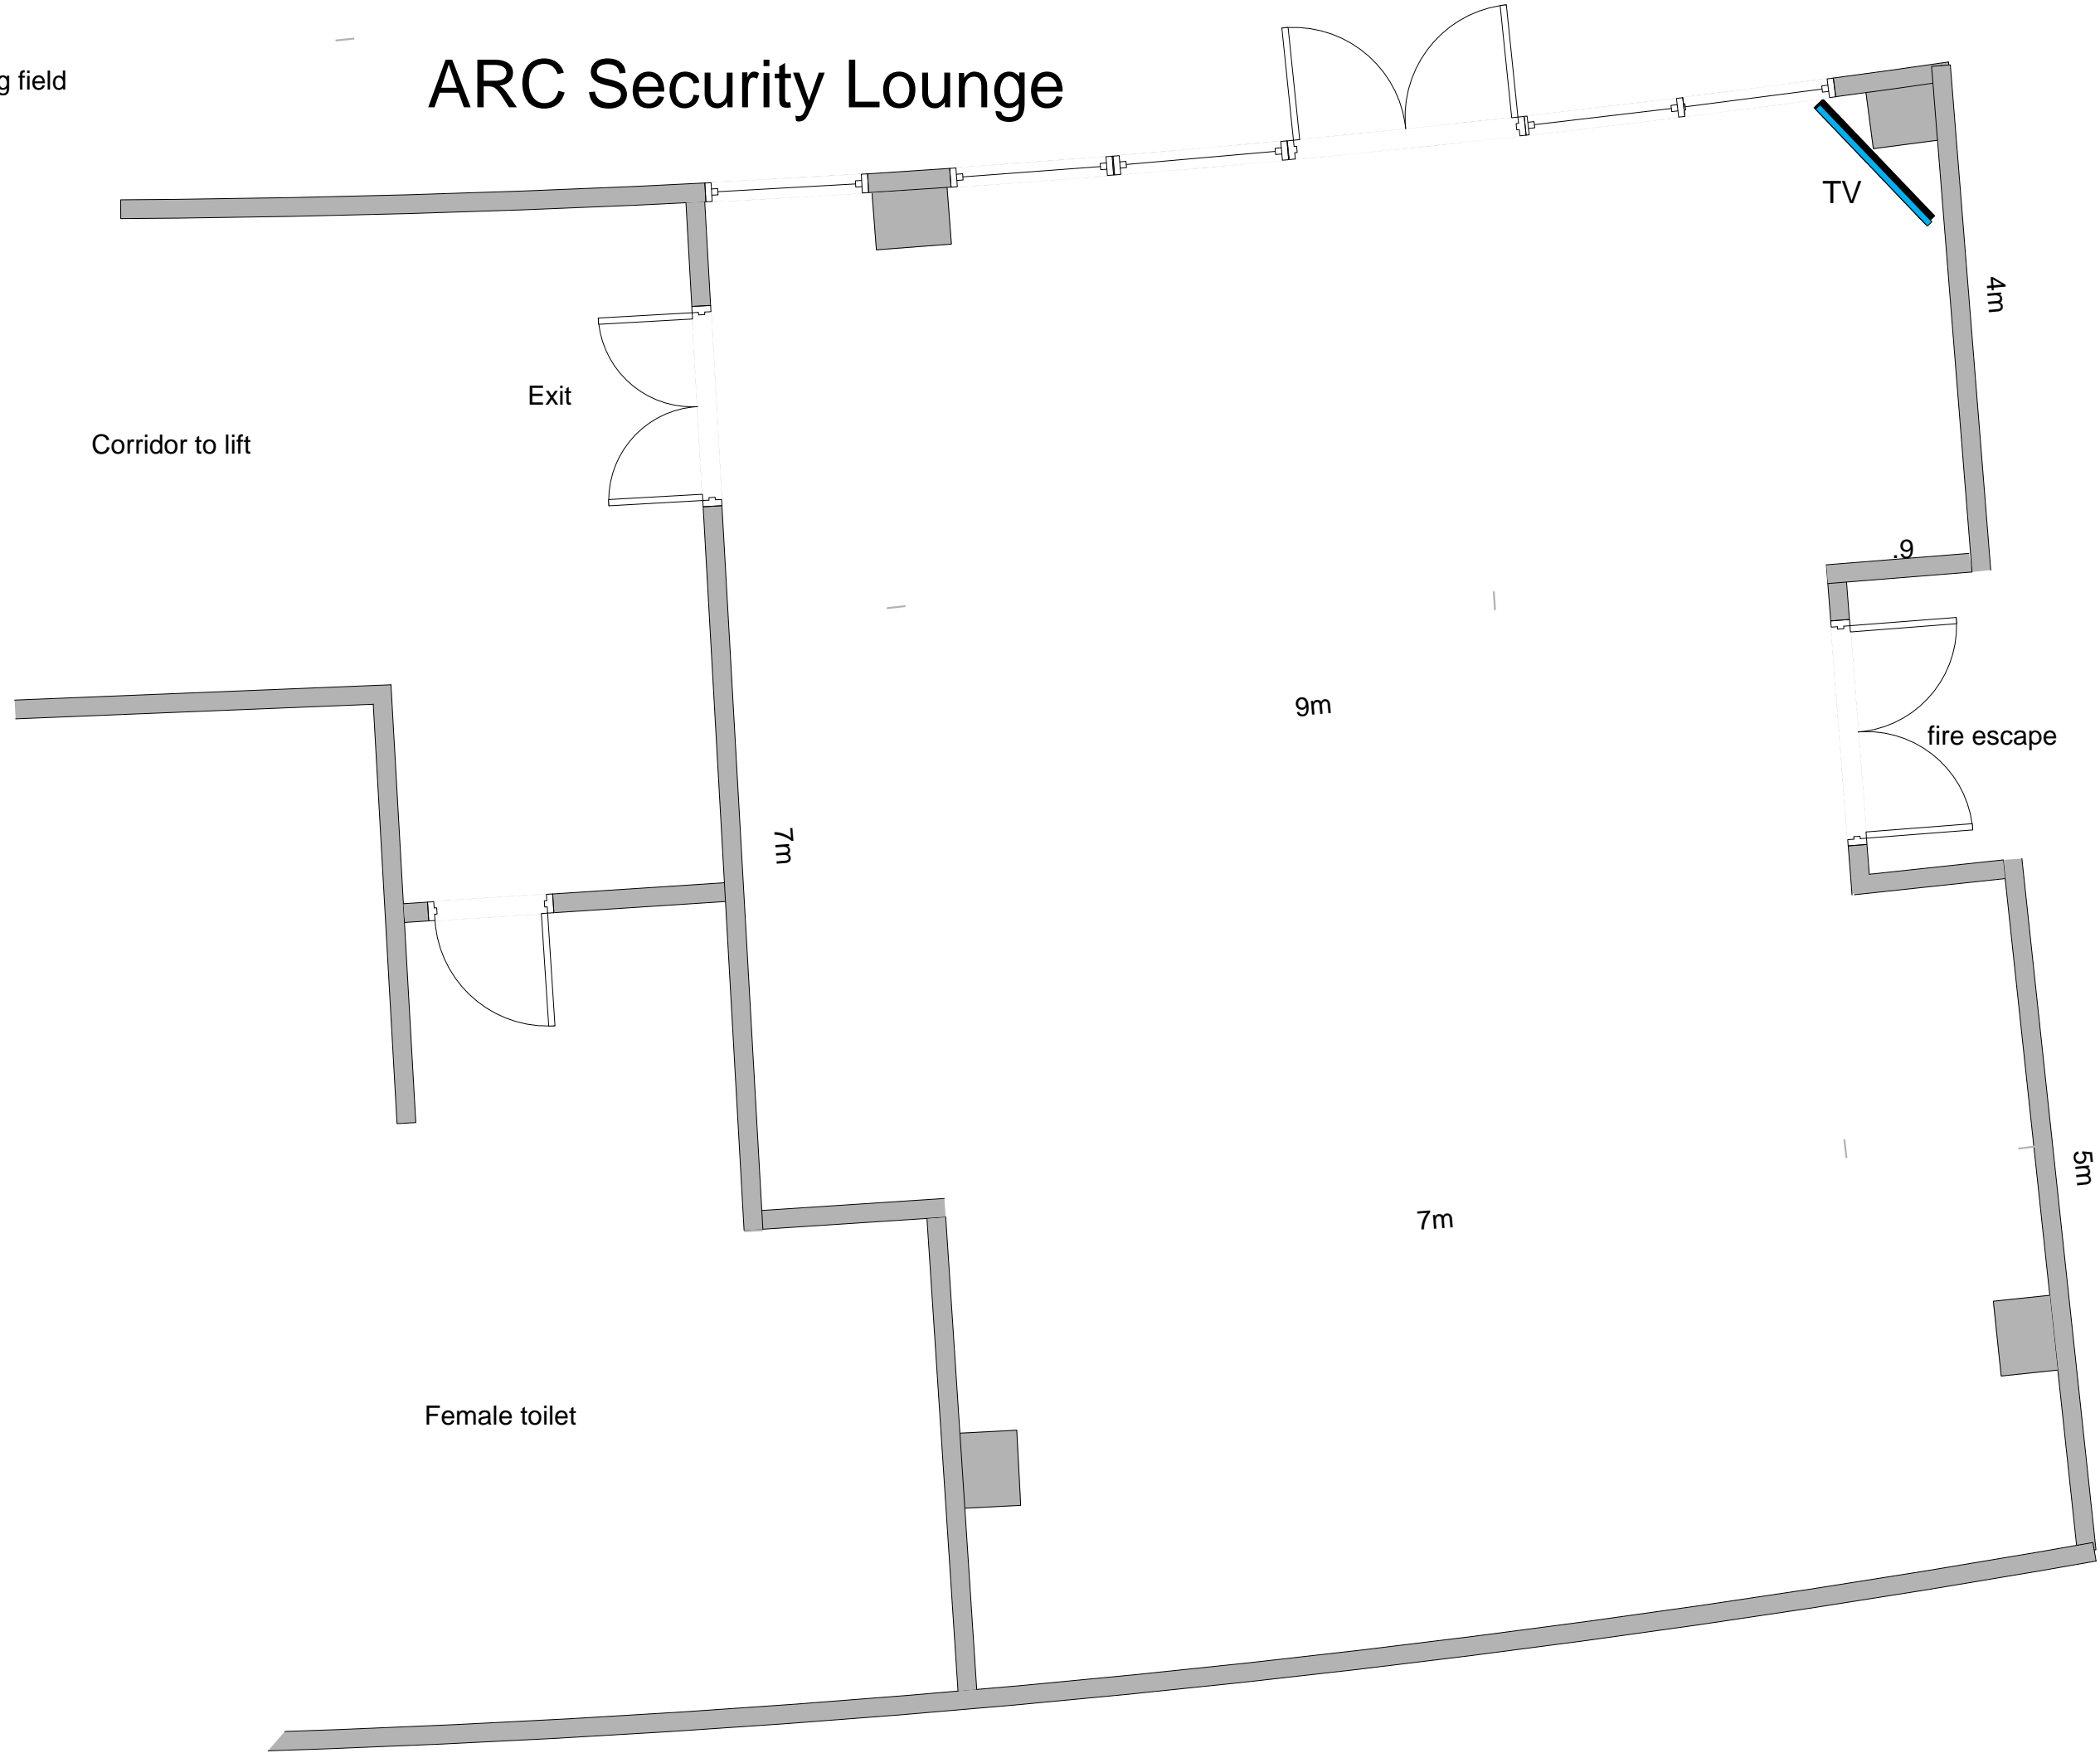 g field
ARC Security Lounge
TV
4m
Exit
Corridor to lift
.9
9m
fire escape
7m
5m
7m
Female toilet